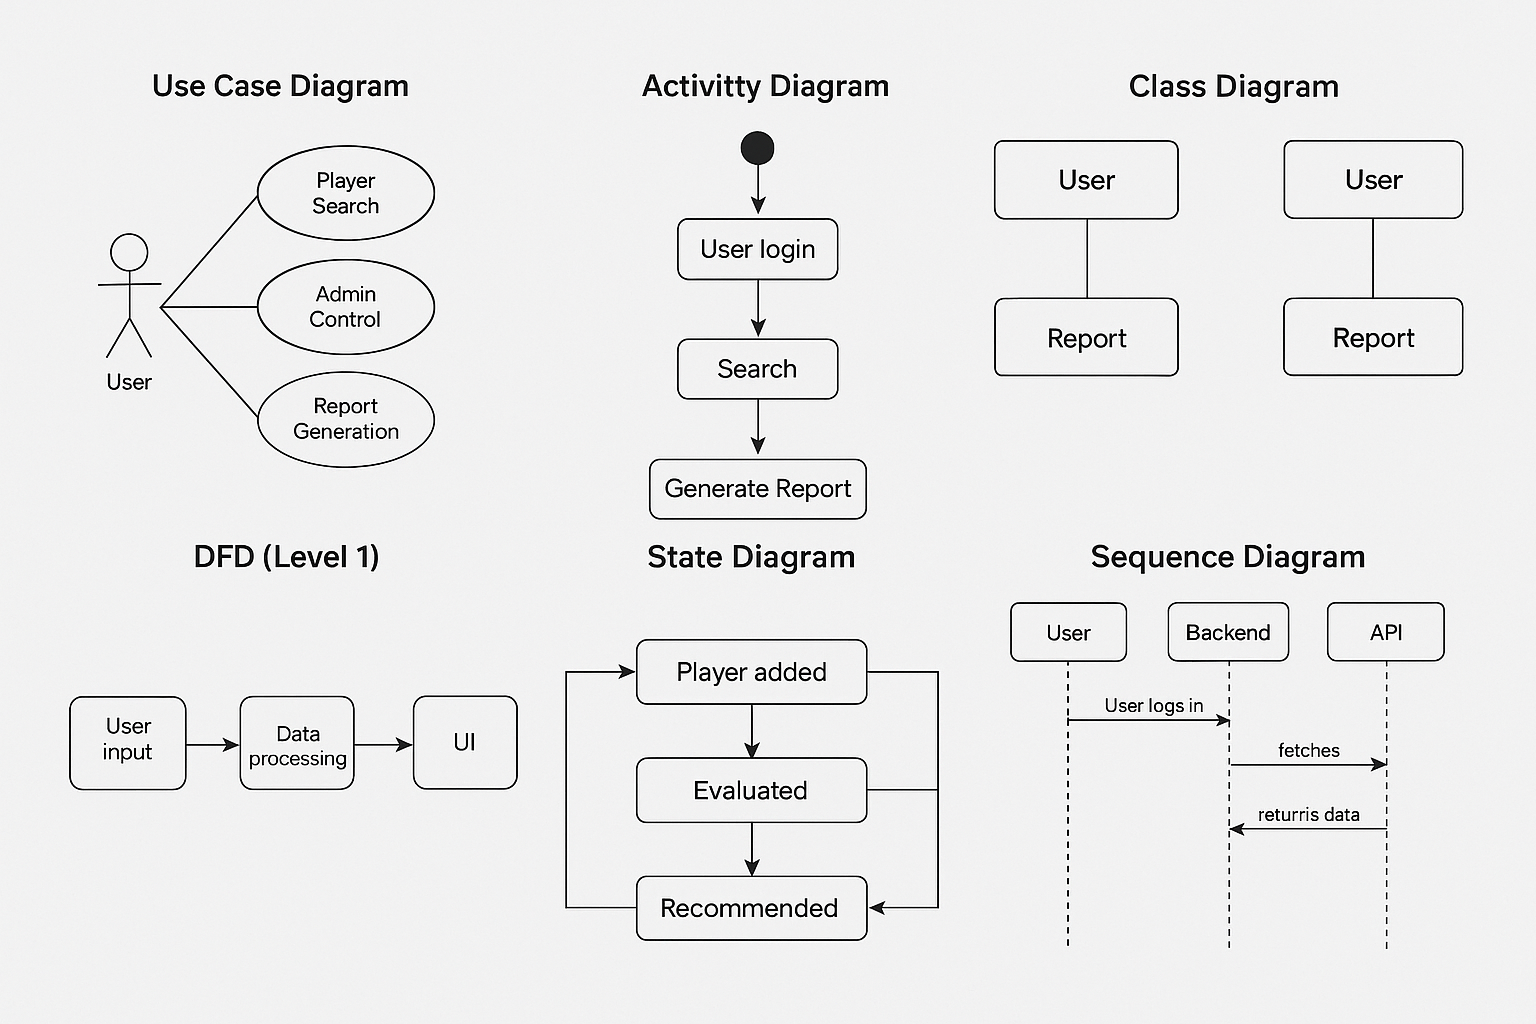 Use Case Diagram
Player
Search
Admin
Control
Report
Generation
User
Activitty Diagram
User login
Search
Generate Report
Class Diagram
User
Report
User
Report
DFD (Level 1)
User
input
Data
processing
UI
State Diagram
Player added
Evaluated
Recommended
Sequence Diagram
User
Backend
API
User logs in
fetches
returris data